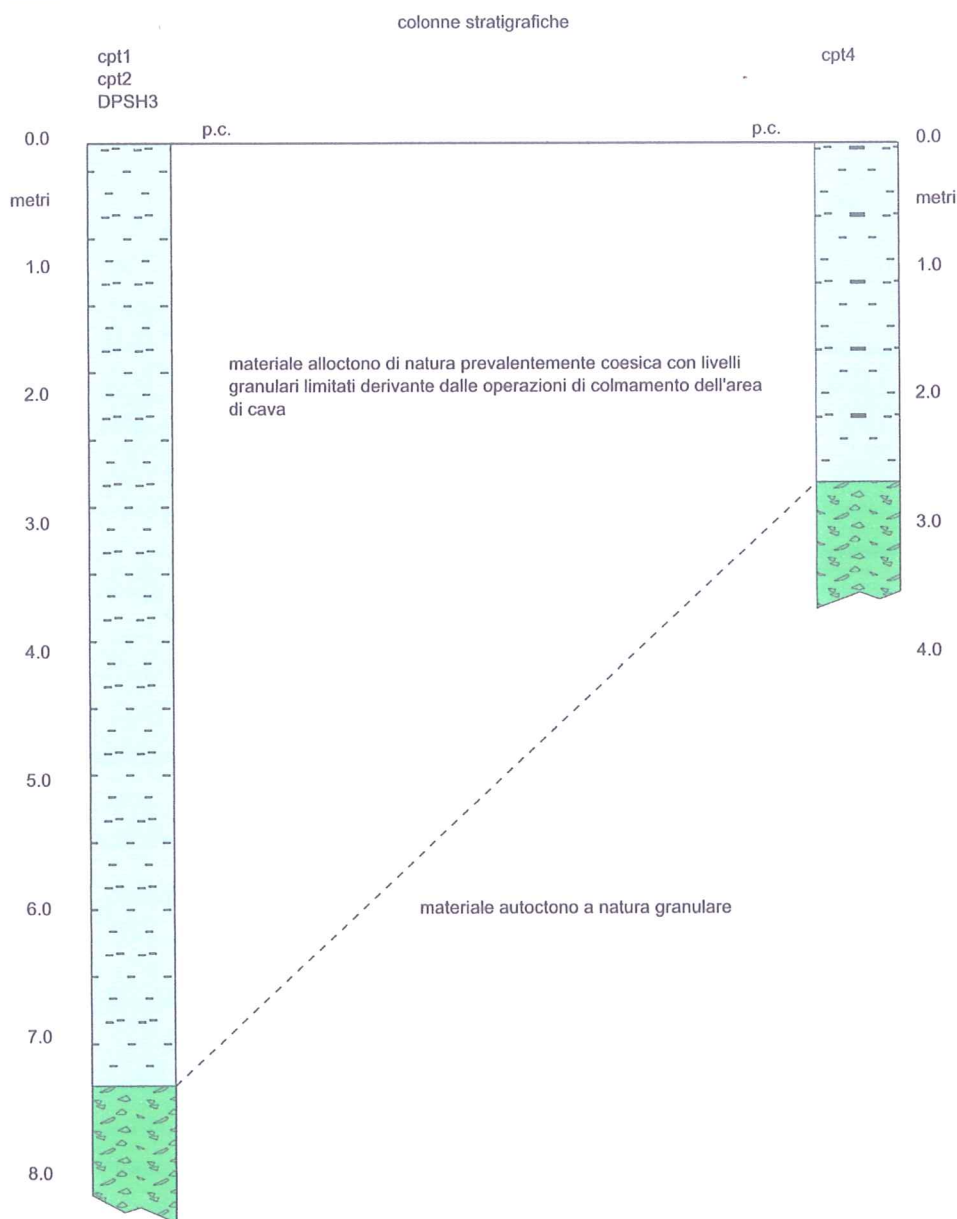 colonne stratigrafiche
cpt1
cpt2
DPSH3
cpt4
p.c.
p.c.
0.0
metri
1.0
2.0
3.0
4.0
5.0
6.0
7.0
8.0
0.0
metri
1.0
2.0
3.0
4.0
materiale alloctono di natura prevalentemente coesica con livelli
granulari limitati derivante dalle operazioni di colmamento dell'area
di cava
materiale autoctono a natura granulare